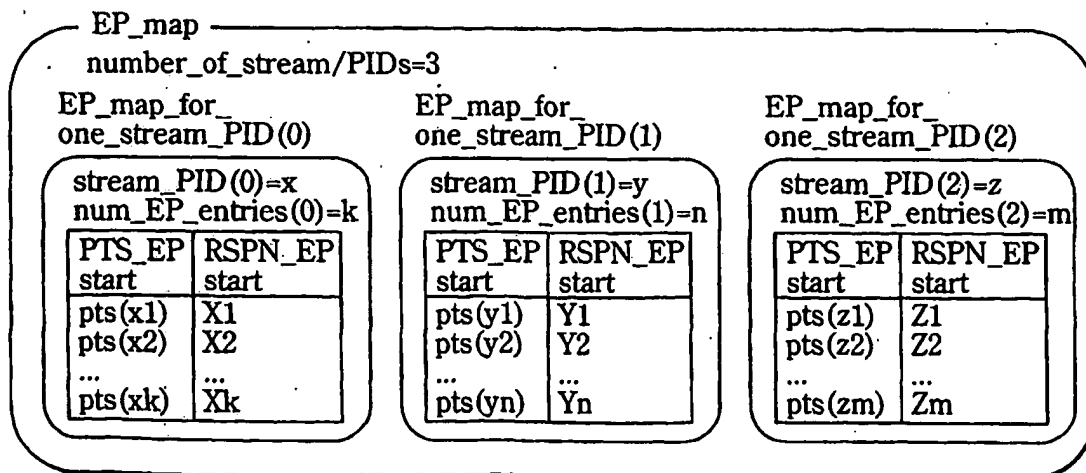 EP_map
number_of_stream/PIDs=3
EP_map_for_
one_stream_PID(0)
stream_PID(0)=x
num_EP_entries(0)=k
PTS_EP RSPN_EP
start start
pts(x1) X1
pts(x2) X2
... ...
pts(xk) Xk
EP_map_for_
one_stream_PID(1)
stream_PID(1)=y
num_EP_entries(1)=n
PTS_EP RSPN_EP
start start
pts(y1) Y1
pts(y2) Y2
... ...
pts(yn) Yn
EP_map_for_
one_stream_PID(2)
stream_PID(2)=z
num_EP_entries(2)=m
PTS_EP RSPN_EP
start start
pts(z1) Z1
pts(z2) Z2
... ...
pts(zm) Zm